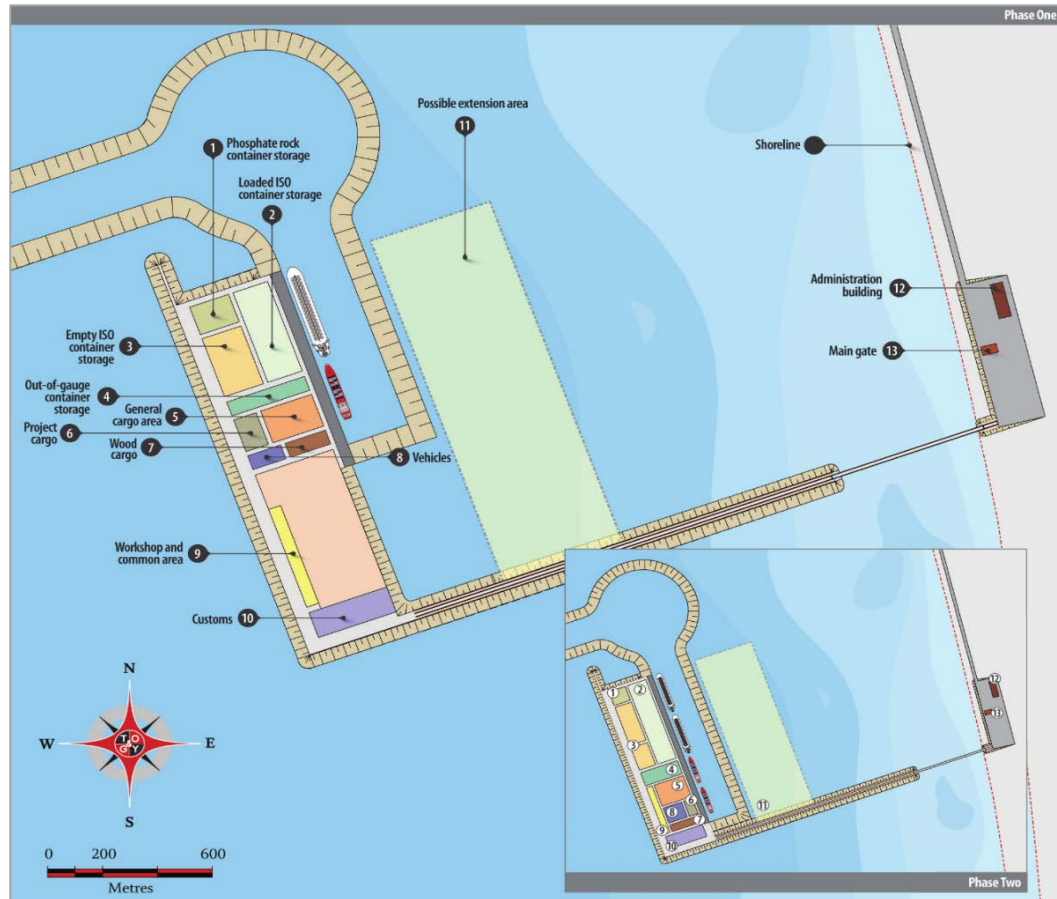 Phase One
Possible extension area
11
1
Phosphate rock
container storage
Loaded ISO
container storage
2
Shoreline
Administration
building
12
Empty ISO
container
storage
3
Main gate
13
Out-of-gauge
container
storage
4
General
cargo area
5
Project
cargo
6
Wood
cargo
7
8
Vehicles
Workshop and
common area
9
Customs
10
N
W
E
S
T O
G Y
0 200 600
Metres
1
2
3
4
5
6
8
7
9
10
11
12
13
Phase Two